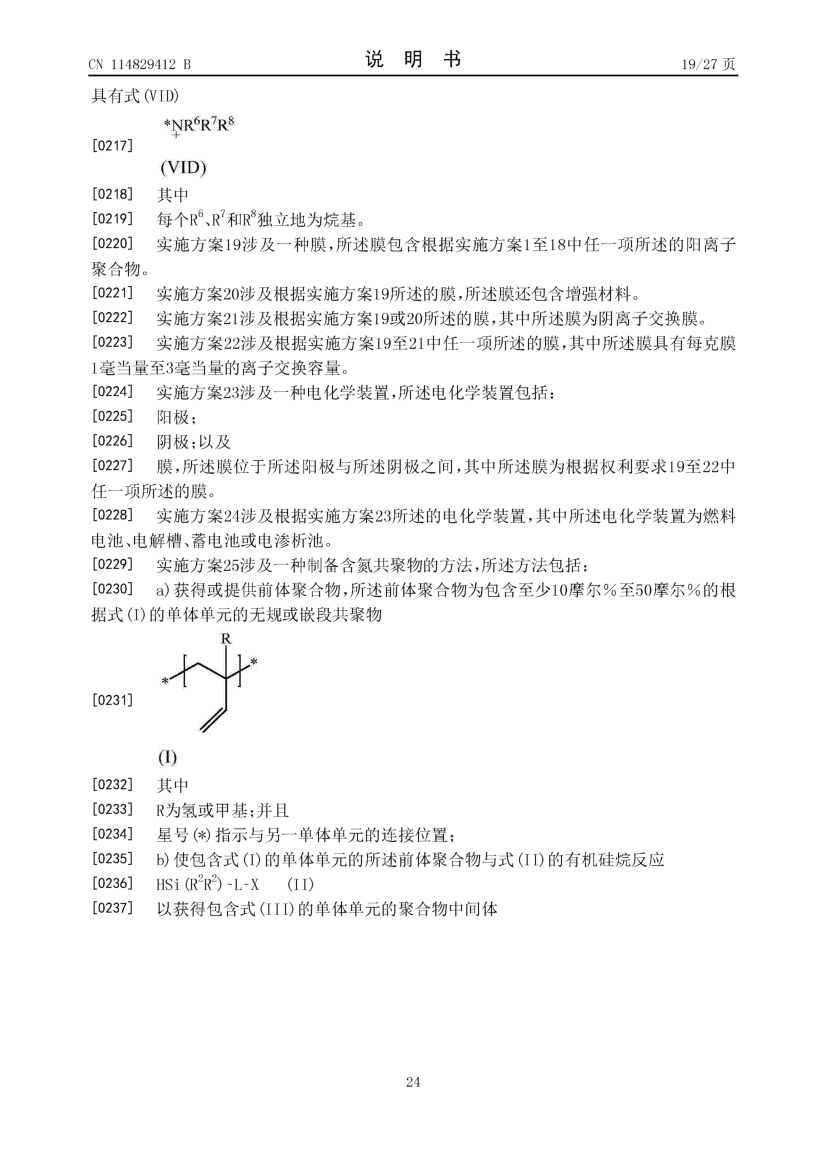 CN 114829412 B
说 明 书
19/27 页
具有式(VID)
*NR⁶R⁷R⁸
+
[0217]
(VID)
[0218] 其中
[0219] 每个R⁶、R⁷和R⁸独立地为烷基。
[0220] 实施方案19涉及一种膜,所述膜包含根据实施方案1至18中任一项所述的阳离子
聚合物。
[0221] 实施方案20涉及根据实施方案19所述的膜,所述膜还包含增强材料。
[0222] 实施方案21涉及根据实施方案19或20所述的膜,其中所述膜为阴离子交换膜。
[0223] 实施方案22涉及根据实施方案19至21中任一项所述的膜,其中所述膜具有每克膜
1毫当量至3毫当量的离子交换容量。
[0224] 实施方案23涉及一种电化学装置,所述电化学装置包括:
[0225] 阳极;
[0226] 阴极;以及
[0227] 膜,所述膜位于所述阳极与所述阴极之间,其中所述膜为根据权利要求19至22中
任一项所述的膜。
[0228] 实施方案24涉及根据实施方案23所述的电化学装置,其中所述电化学装置为燃料
电池、电解槽、蓄电池或电渗析池。
[0229] 实施方案25涉及一种制备含氮共聚物的方法,所述方法包括:
[0230] a)获得或提供前体聚合物,所述前体聚合物为包含至少10摩尔%至50摩尔%的根
据式(I)的单体单元的无规或嵌段共聚物
R
* *
[0231]
(I)
[0232] 其中
[0233] R为氢或甲基;并且
[0234] 星号(*)指示与另一单体单元的连接位置;
[0235] b)使包含式(I)的单体单元的所述前体聚合物与式(II)的有机硅烷反应
[0236] HSi(R²R²)-L-X (II)
[0237] 以获得包含式(III)的单体单元的聚合物中间体
24